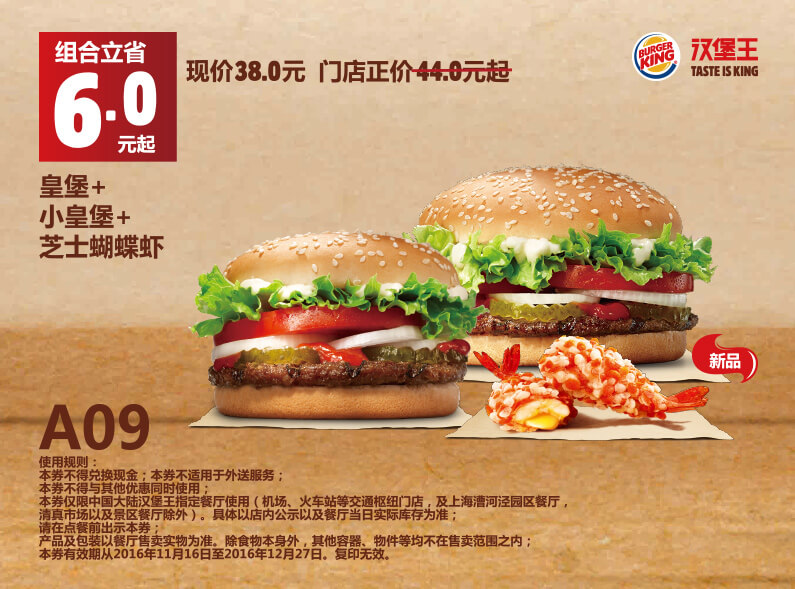 组合立省
6.0
元起
现价38.0元 门店正价44.0元起
BURGER
KING
汉堡王
TASTE IS KING
皇堡+
小皇堡+
芝士蝴蝶虾
新品
A09
使用规则：
本券不得兑换现金；本券不适用于外送服务；
本券不得与其他优惠同时使用；
本券仅限中国大陆汉堡王指定餐厅使用（机场、火车站等交通枢纽门店，及上海漕河泾园区餐厅，
清真市场以及景区餐厅除外）。具体以店内公示以及餐厅当日实际库存为准；
请在点餐前出示本券；
产品及包装以餐厅售卖实物为准。除食物本身外，其他容器、物件等均不在售卖范围之内；
本券有效期从2016年11月16日至2016年12月27日。复印无效。